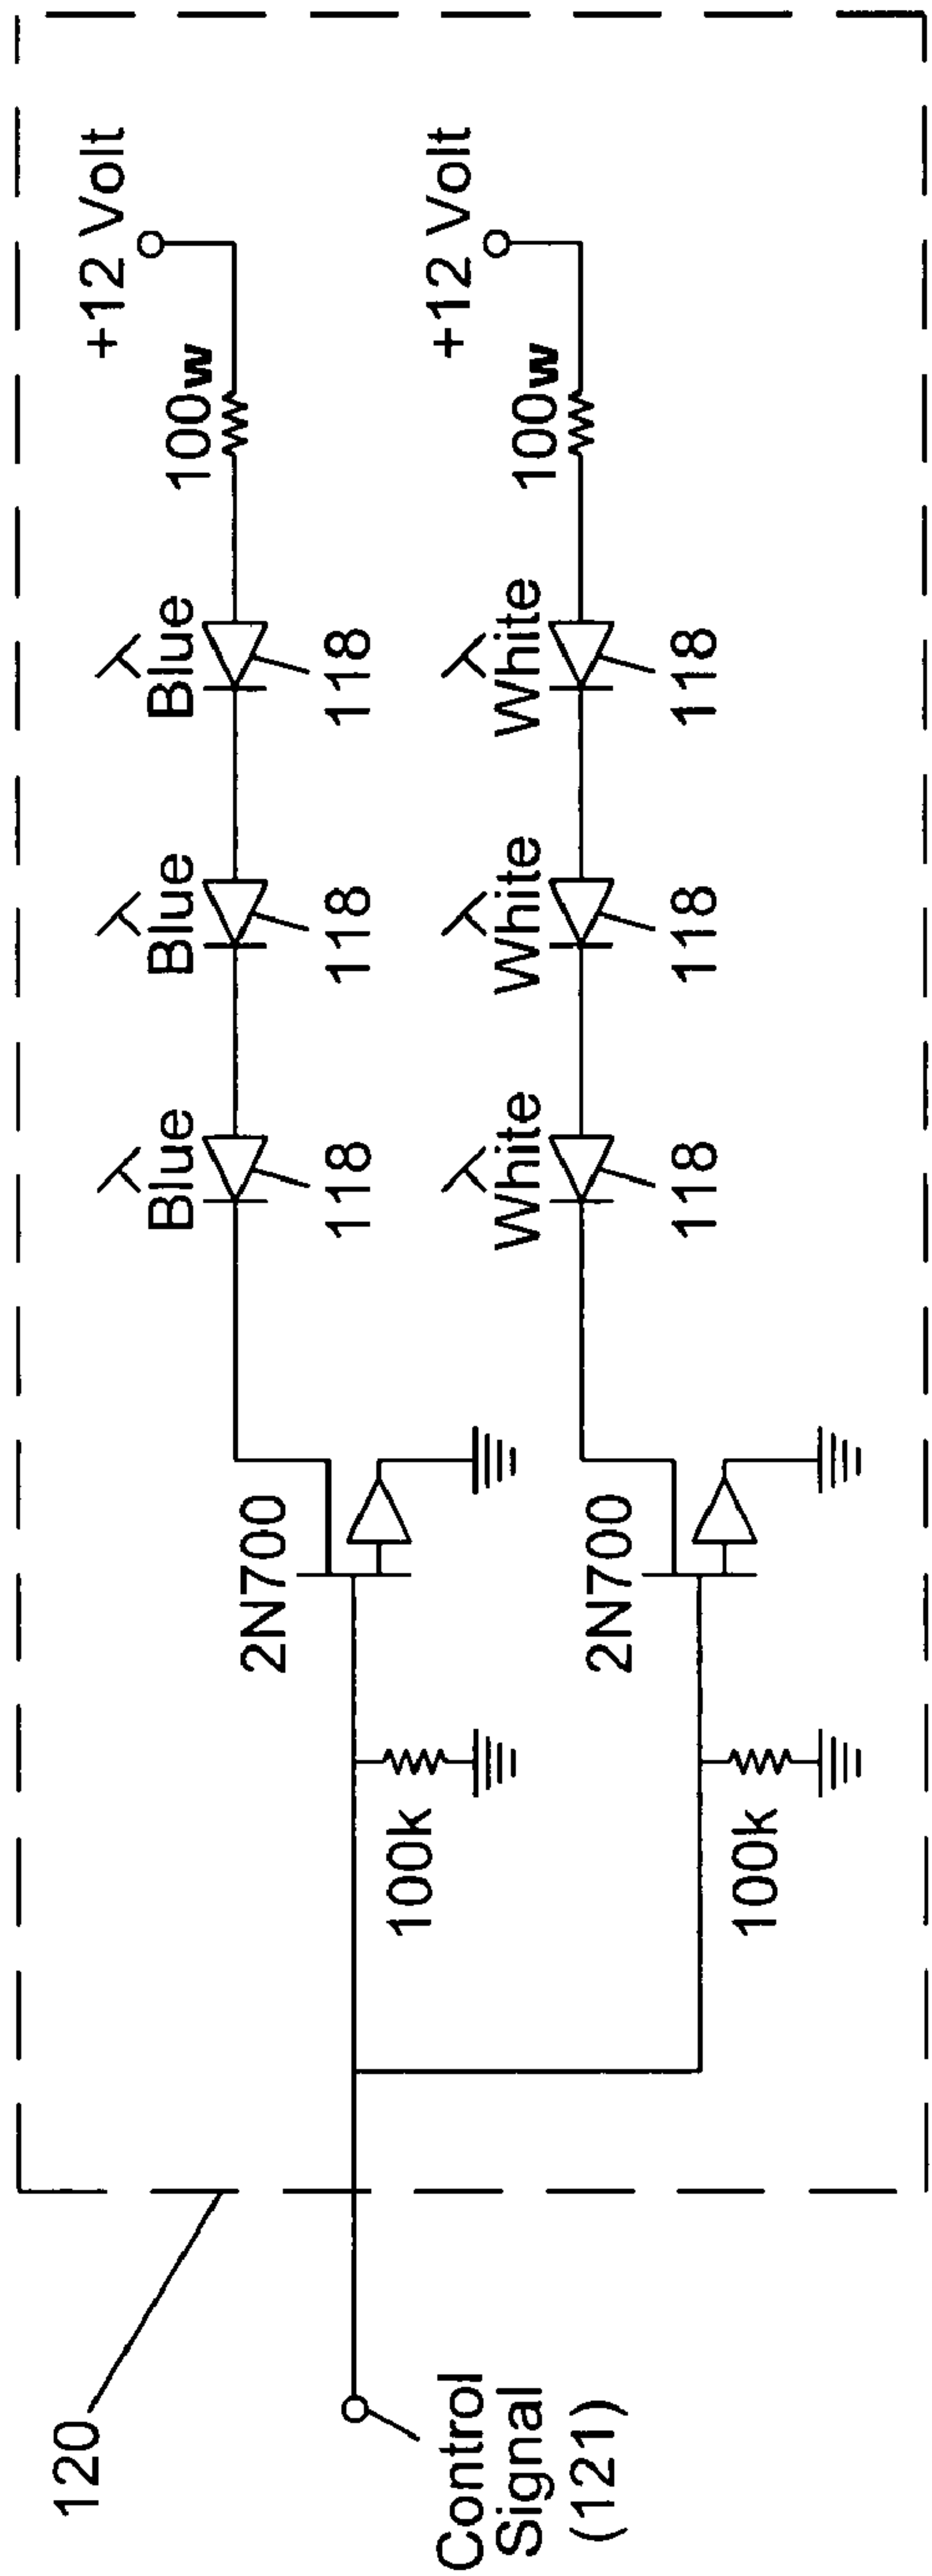 120
Control
Signal
(121)
100k
2N700
Blue
118
Blue
118
Blue
118
100w
+12 Volt
100k
2N700
White
118
White
118
White
118
100w
+12 Volt